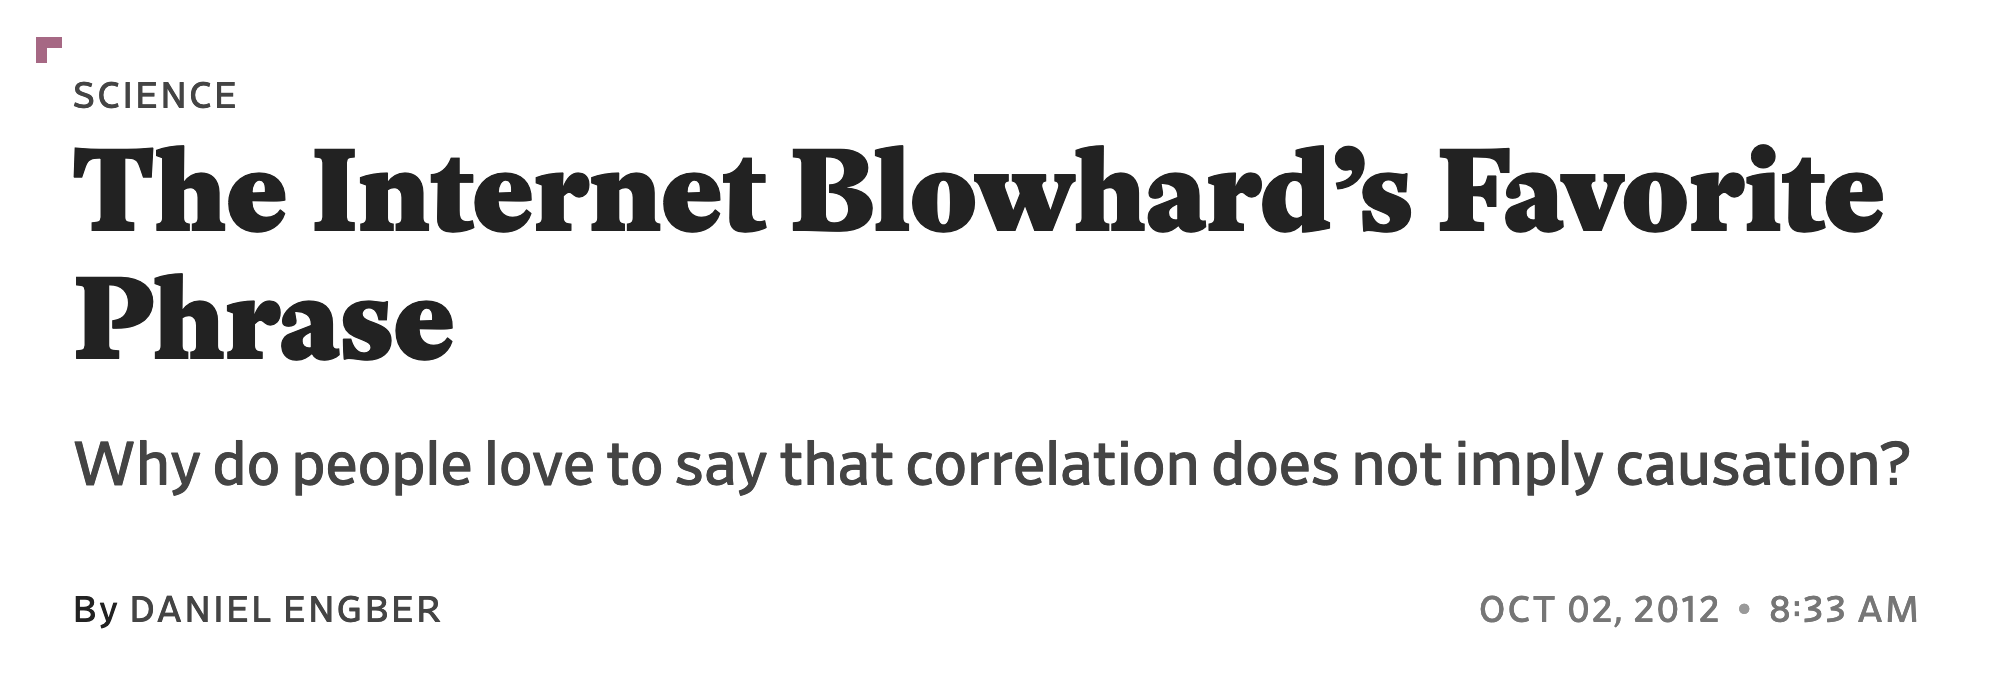 SCIENCE
The Internet Blowhard’s Favorite
Phrase
Why do people love to say that correlation does not imply causation?
By DANIEL ENGBER
OCT 02, 2012 • 8:33 AM